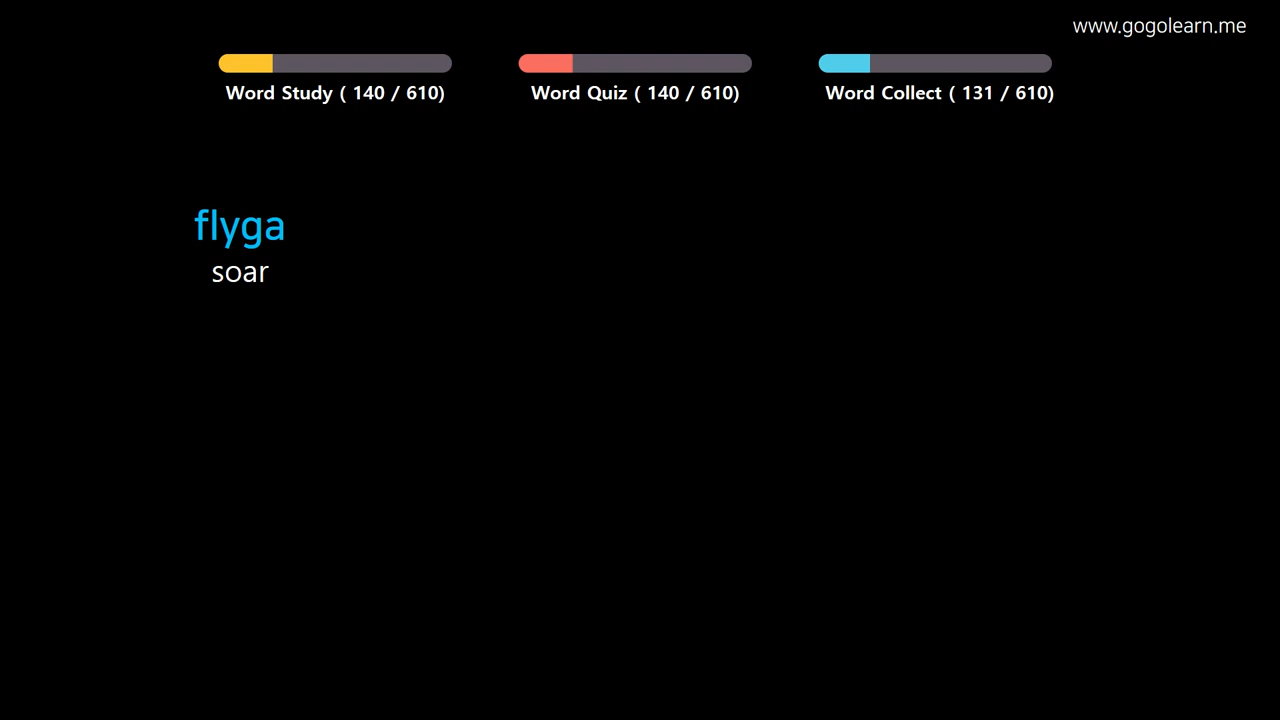 www.gogolearn.me
Word Study ( 140 / 610)
Word Quiz ( 140 / 610)
Word Collect ( 131 / 610)
flyga
soar